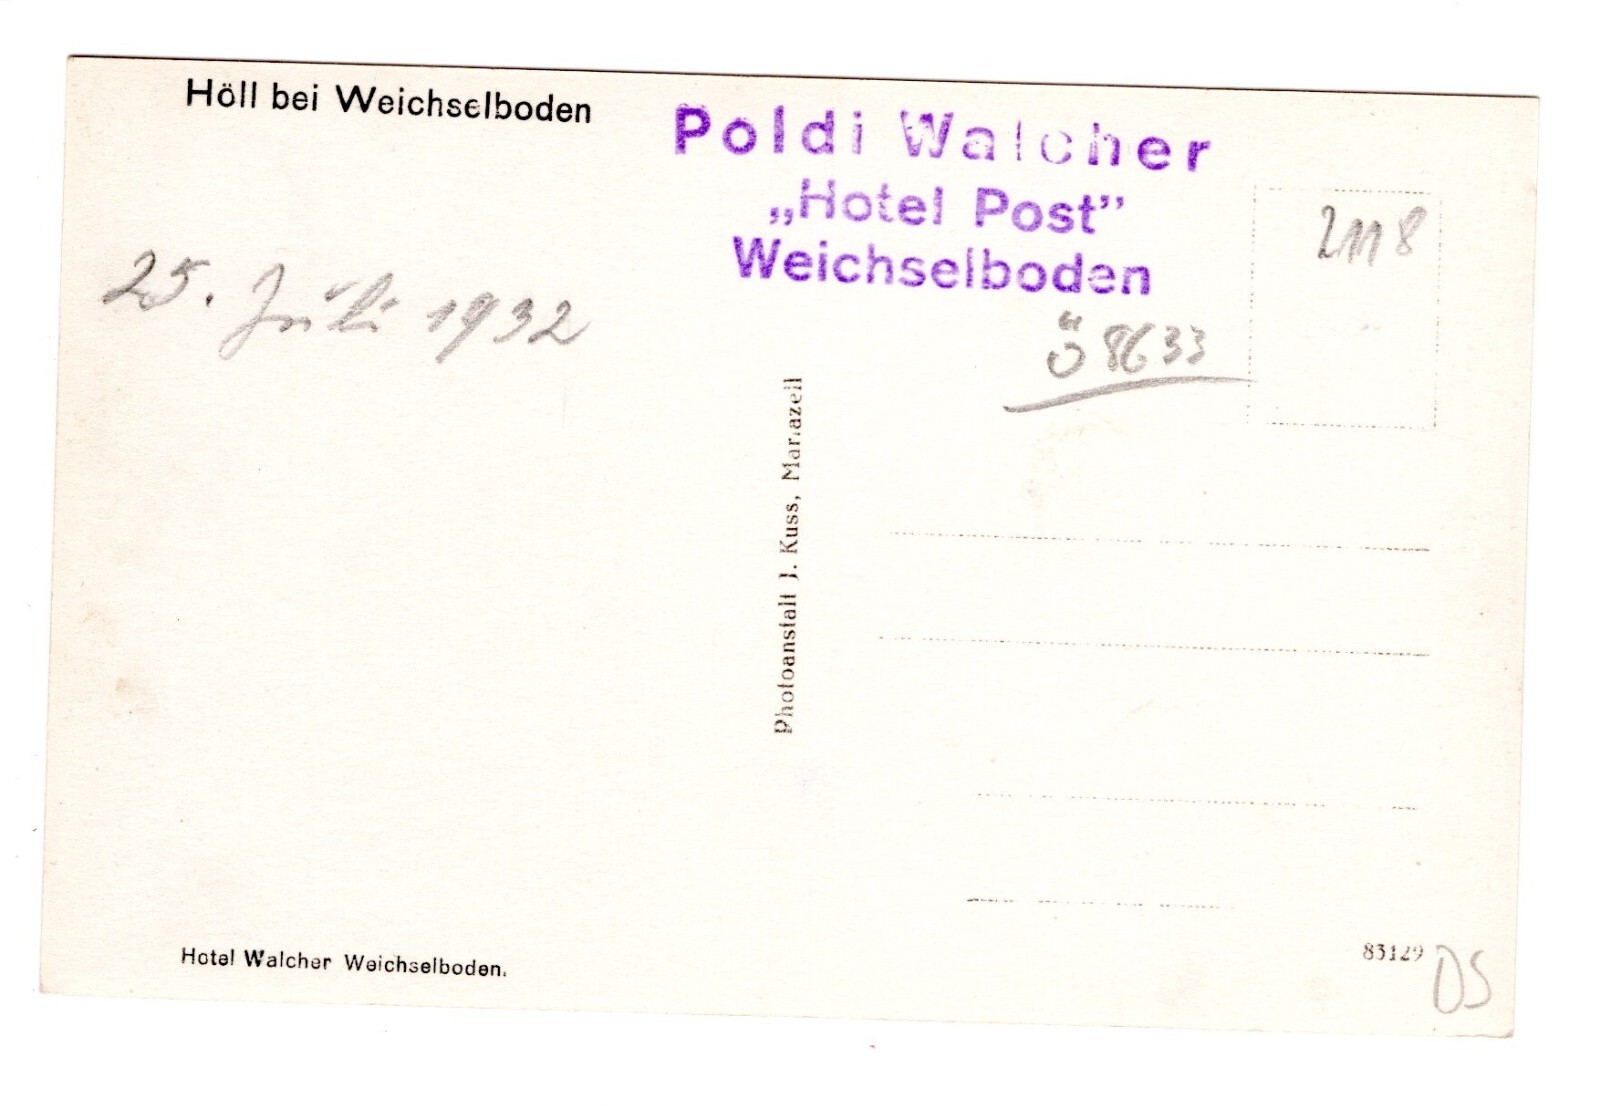 Höll bei Weichselboden
Poldi Walcher
„Hotel Post”
Weichselboden
2118
25. Juli 1932
Ö 8633
Photoanstalt J. Kuss, Mariazell
Hotel Walcher Weichselboden.
83129
DS